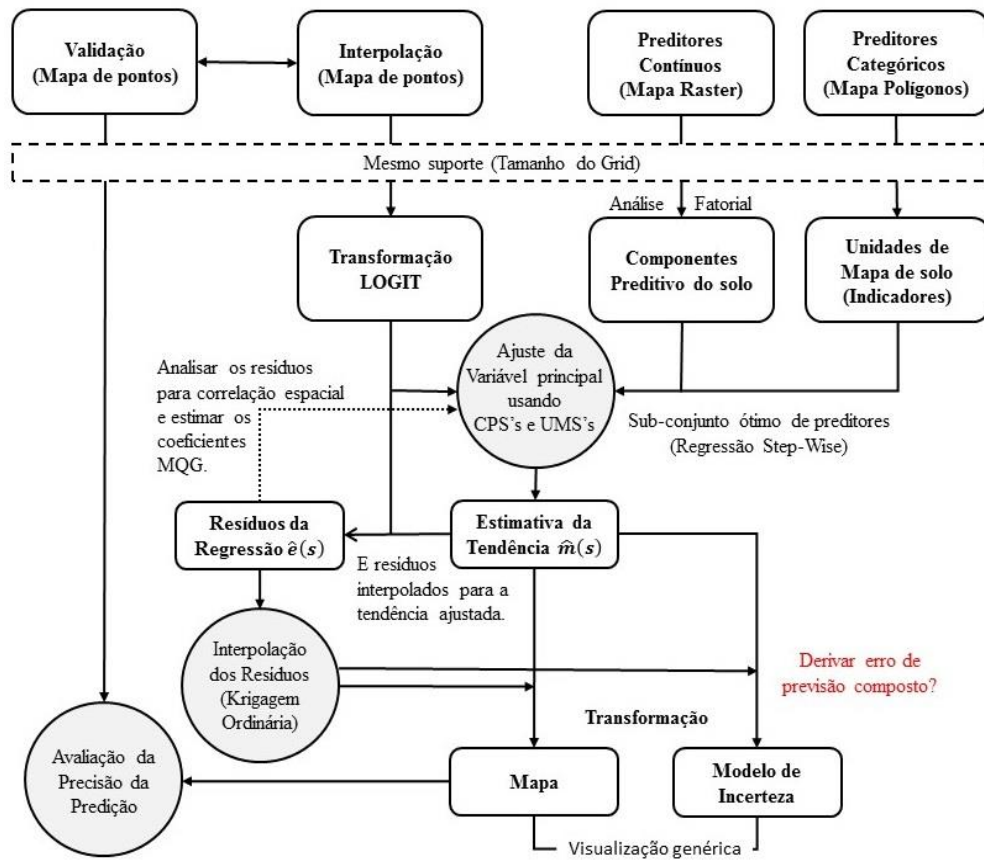 Validação
(Mapa de pontos)
Interpolação
(Mapa de pontos)
Preditores
Contínuos
(Mapa Raster)
Preditores
Categóricos
(Mapa Polígonos)
Mesmo suporte (Tamanho do Grid)
Análise Fatorial
Transformação
LOGIT
Componentes
Preditivo do solo
Unidades de
Mapa de solo
(Indicadores)
Analisar os resíduos
para correlação espacial
e estimar os
coeficientes
MQG.
Ajuste da
Variável principal
usando
CPS's e UMS's
Sub-conjunto ótimo de preditores
(Regressão Step-Wise)
Resíduos da
Regressão ê(s)
Estimativa da
Tendência m̂(s)
E resíduos
interpolados para a
tendência ajustada.
Interpolação
dos Resíduos
(Krigagem
Ordinária)
Derivar erro de
previsão composto?
Transformação
Avaliação da
Precisão da
Predição
Mapa
Modelo de
Incerteza
Visualização genérica